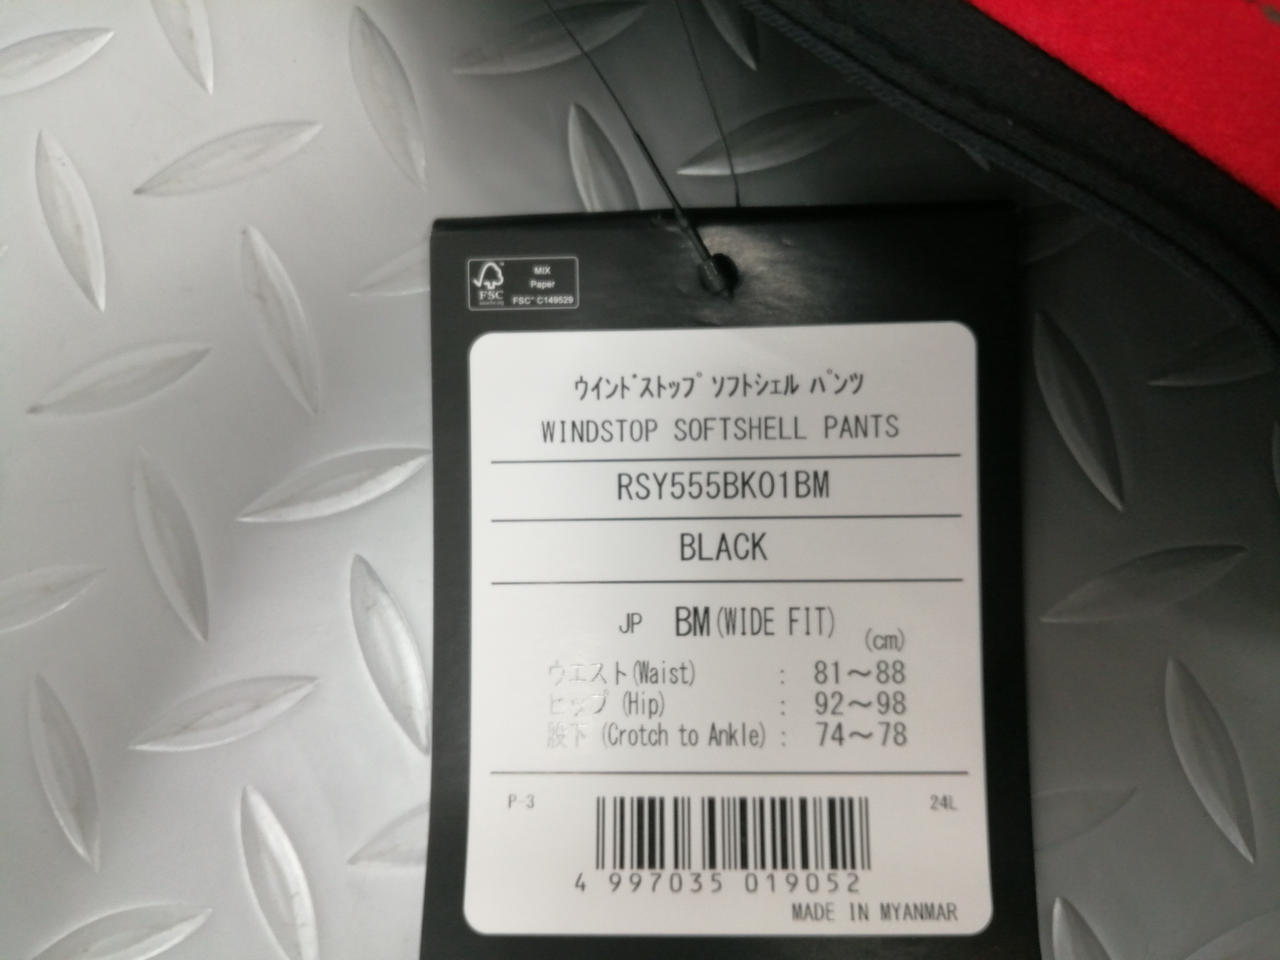 MIX
Paper
FSC
FSC® C149529
ｳｲﾝﾄﾞｽﾄｯﾌﾟ ｿﾌﾄｼｪﾙ ﾊﾟﾝﾂ
WINDSTOP SOFTSHELL PANTS
RSY555BK01BM
BLACK
JP BM(WIDE FIT)
(cm)
ウエスト(Waist) : 81～88
ヒップ (Hip) : 92～98
股下 (Crotch to Ankle) : 74～78
P-3 24L
4 997035 019052
MADE IN MYANMAR